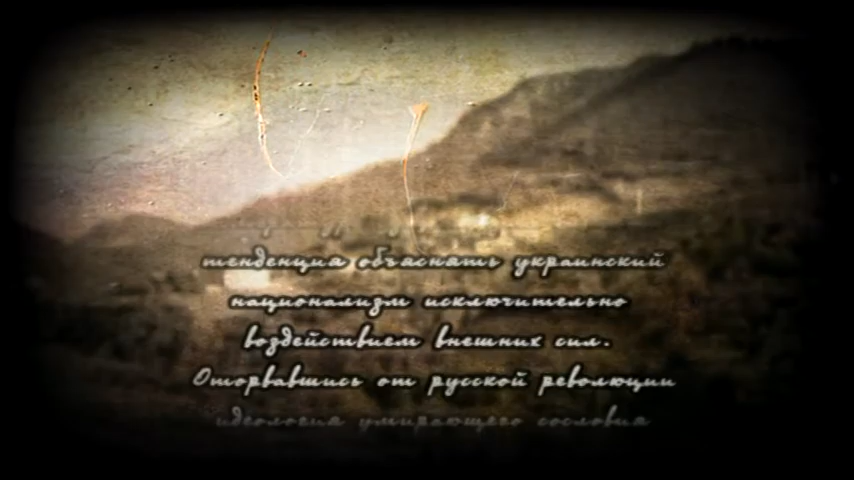 тенденция объяснять украинский
национализм исключительно
воздействием внешних сил.
Оторвавшись от русской революции
идеология умирающего сословия